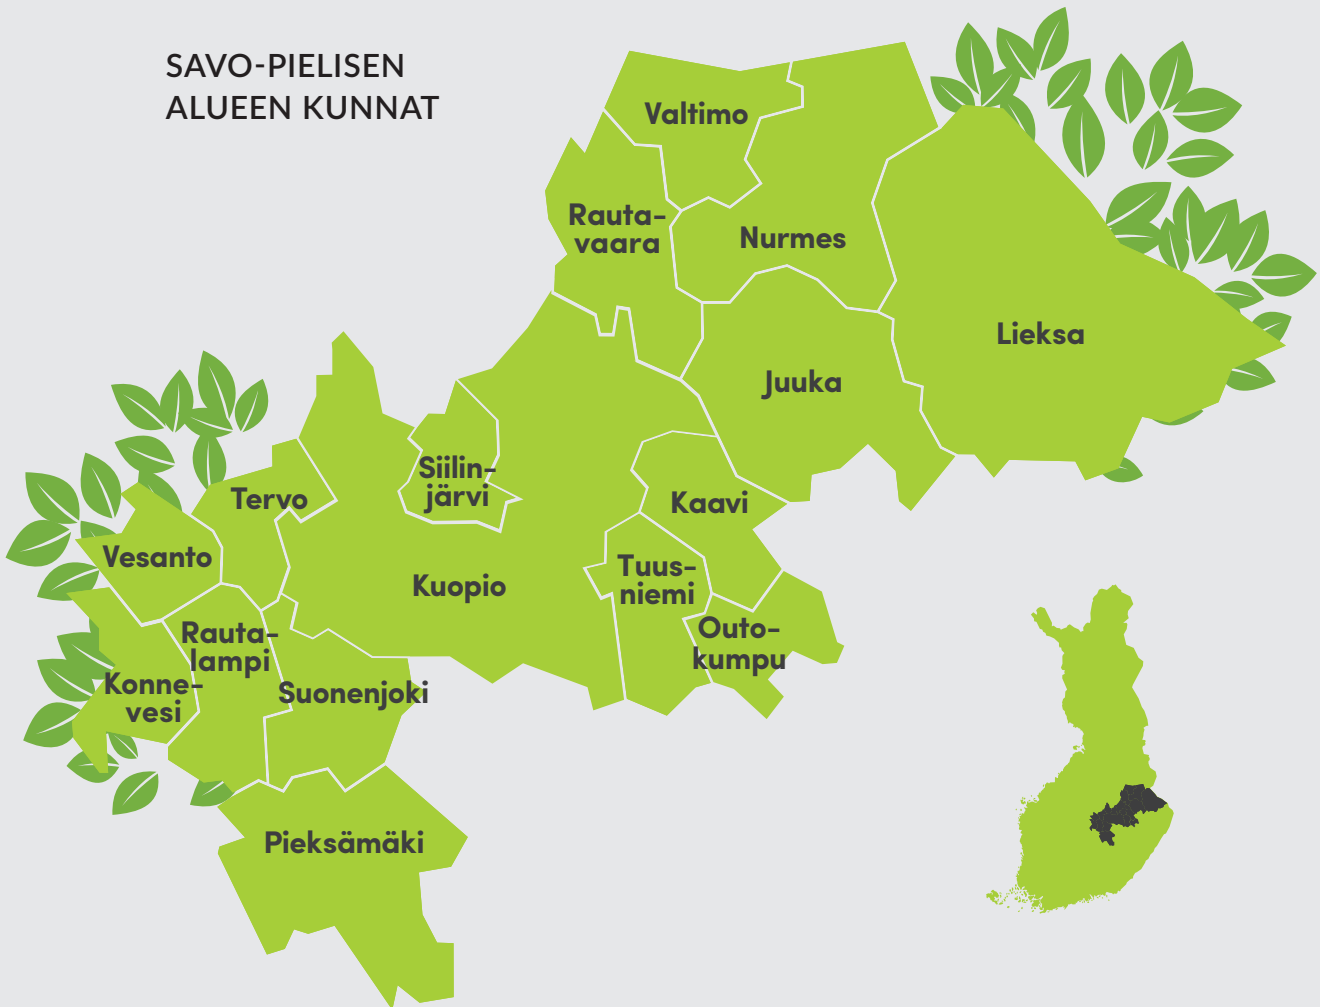 SAVO-PIELISEN
ALUEEN KUNNAT
Valtimo
Rauta-
vaara
Nurmes
Lieksa
Juuka
Siilin-
järvi
Tervo
Kaavi
Vesanto
Kuopio
Tuus-
niemi
Rauta-
lampi
Outo-
kumpu
Konne-
vesi
Suonenjoki
Pieksämäki